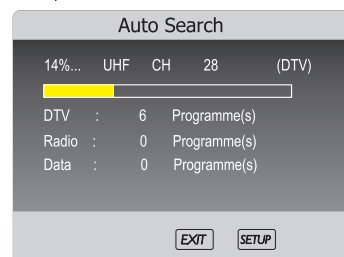 Auto Search
14%... UHF CH 28 (DTV)
DTV : 6 Programme(s)
Radio : 0 Programme(s)
Data : 0 Programme(s)
EXIT SETUP